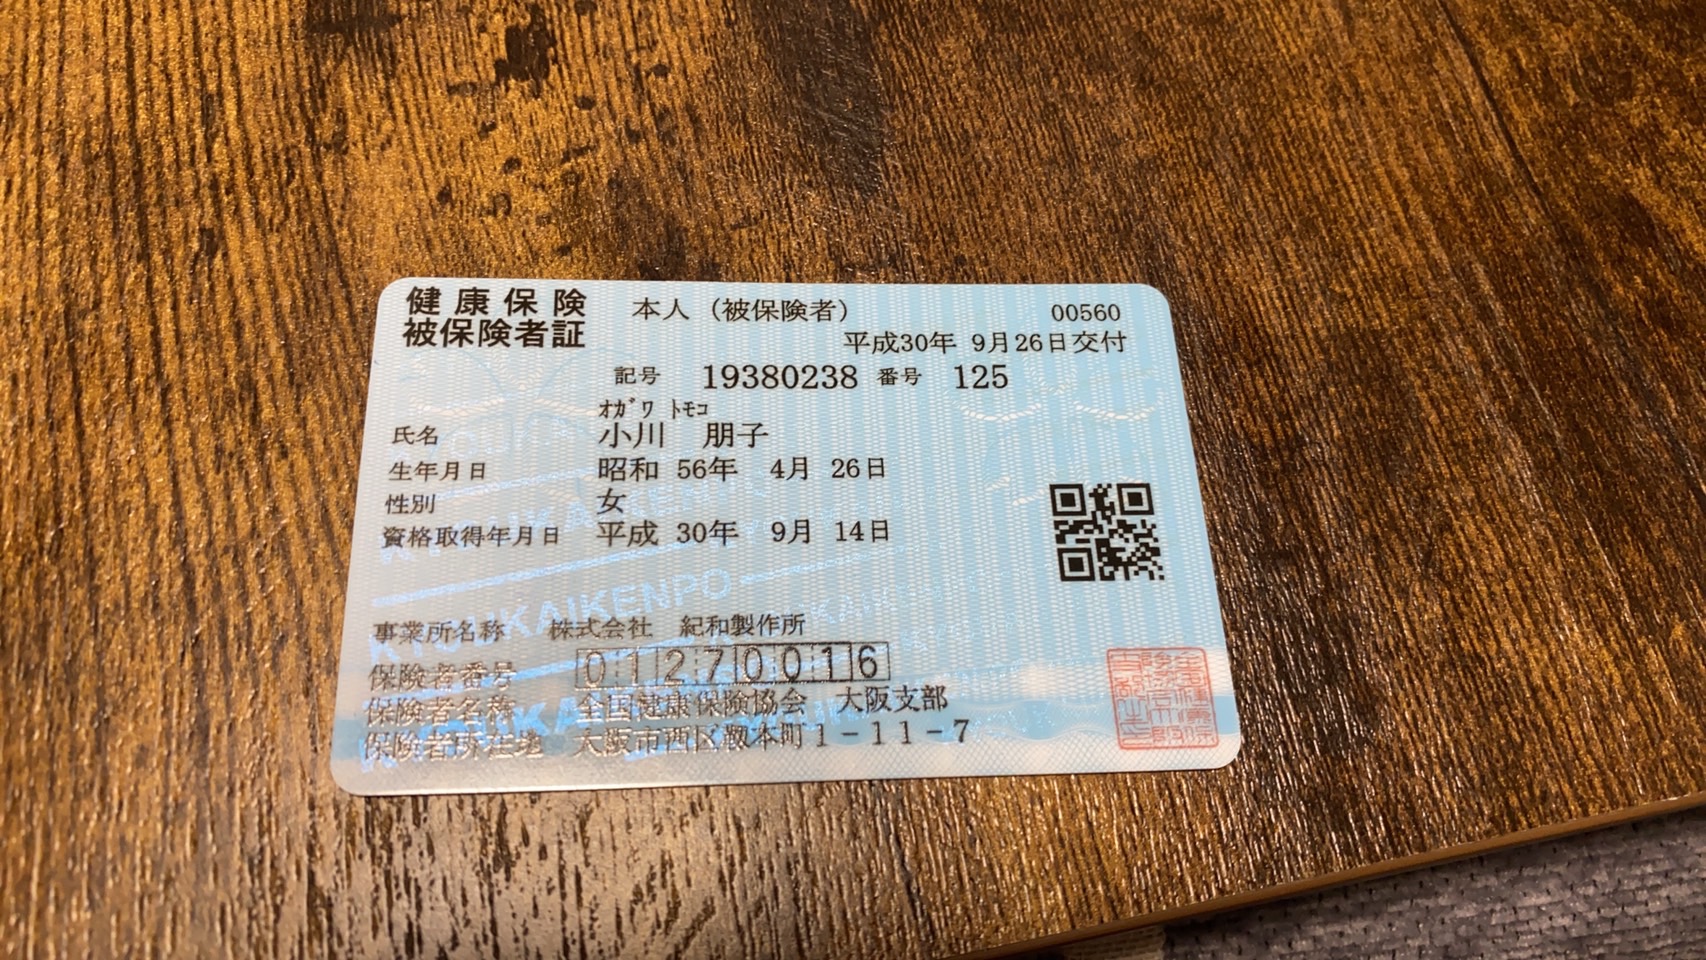 健康保険
被保険者証
本人（被保険者）
00560
平成30年 9月26日交付
記号 19380238 番号 125
ｵｶﾞﾜ ﾄﾓｺ
氏名 小川 朋子
生年月日 昭和 56年 4月 26日
性別 女
資格取得年月日 平成 30年 9月 14日
事業所名称 株式会社 紀和製作所
保険者番号 01270016
保険者名称 全国健康保険協会 大阪支部
保険者所在地 大阪市西区靱本町1-11-7
KYOUKAIKENPO